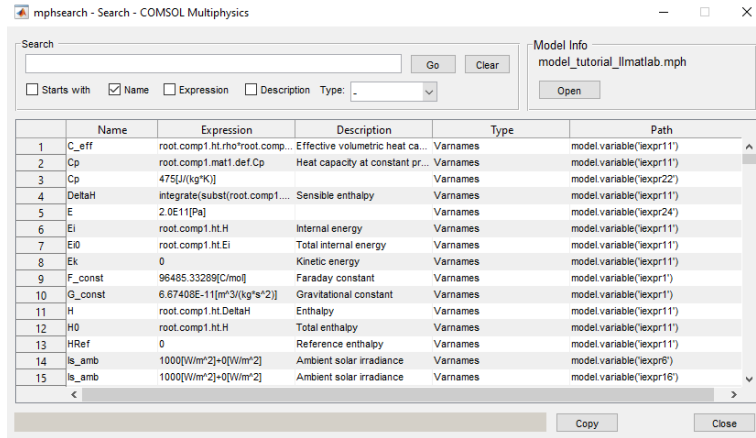 mphsearch - Search - COMSOL Multiphysics
Search
Go Clear
Starts with Name Expression Description Type: -
Model Info
model_tutorial_llmatlab.mph
Open
Name Expression Description Type Path
1 C_eff root.comp1.ht.rho*root.comp... Effective volumetric heat ca... Varnames model.variable('iexpr11')
2 Cp root.comp1.mat1.def.Cp Heat capacity at constant pr... Varnames model.variable('iexpr11')
3 Cp 475[J/(kg*K)] Varnames model.variable('iexpr22')
4 DeltaH integrate(subst(root.comp1.... Sensible enthalpy Varnames model.variable('iexpr11')
5 E 2.0E11[Pa] Varnames model.variable('iexpr24')
6 Ei root.comp1.ht.H Internal energy Varnames model.variable('iexpr11')
7 Ei0 root.comp1.ht.Ei Total internal energy Varnames model.variable('iexpr11')
8 Ek 0 Kinetic energy Varnames model.variable('iexpr11')
9 F_const 96485.33289[C/mol] Faraday constant Varnames model.variable('iexpr1')
10 G_const 6.67408E-11[m^3/(kg*s^2)] Gravitational constant Varnames model.variable('iexpr1')
11 H root.comp1.ht.DeltaH Enthalpy Varnames model.variable('iexpr11')
12 H0 root.comp1.ht.H Total enthalpy Varnames model.variable('iexpr11')
13 HRef 0 Reference enthalpy Varnames model.variable('iexpr11')
14 Is_amb 1000[W/m^2]+0[W/m^2] Ambient solar irradiance Varnames model.variable('iexpr6')
15 Is_amb 1000[W/m^2]+0[W/m^2] Ambient solar irradiance Varnames model.variable('iexpr16')
Copy Close